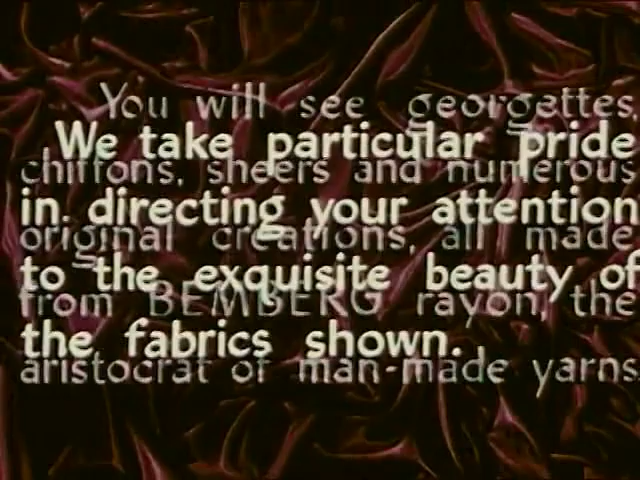 You will see georgettes,
We take particular pride
chiffons, sheers and numerous
in directing your attention
original creations, all made
to the exquisite beauty of
from BEMBERG rayon, the
the fabrics shown.
aristocrat of man-made yarns